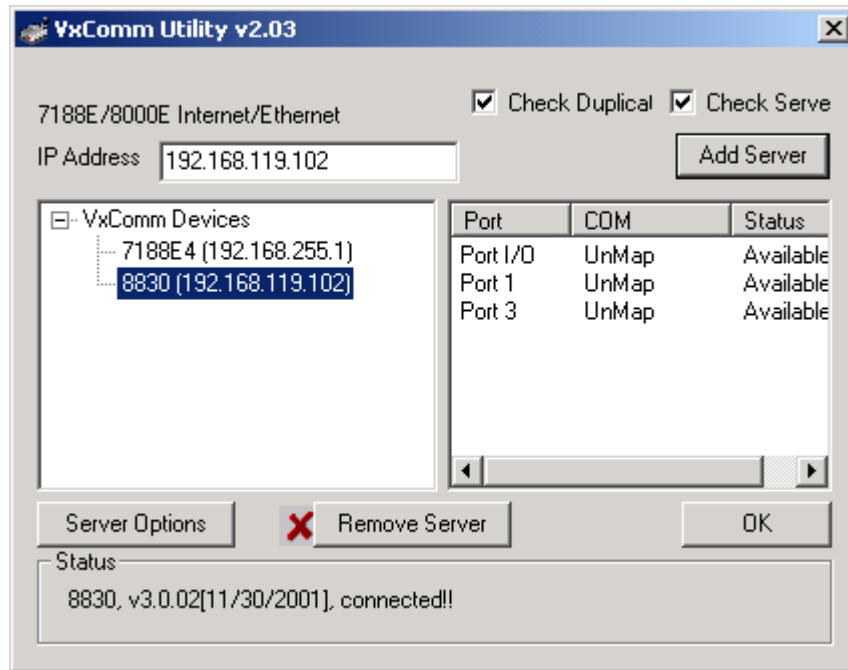 VxComm Utility v2.03
Check Duplicat
Check Serve
7188E/8000E Internet/Ethernet
IP Address 192.168.119.102
Add Server
VxComm Devices
7188E4 (192.168.255.1)
8830 (192.168.119.102)
Port COM Status
Port I/O UnMap Available
Port 1 UnMap Available
Port 3 UnMap Available
Server Options
Remove Server
OK
Status
8830, v3.0.02[11/30/2001], connected!!